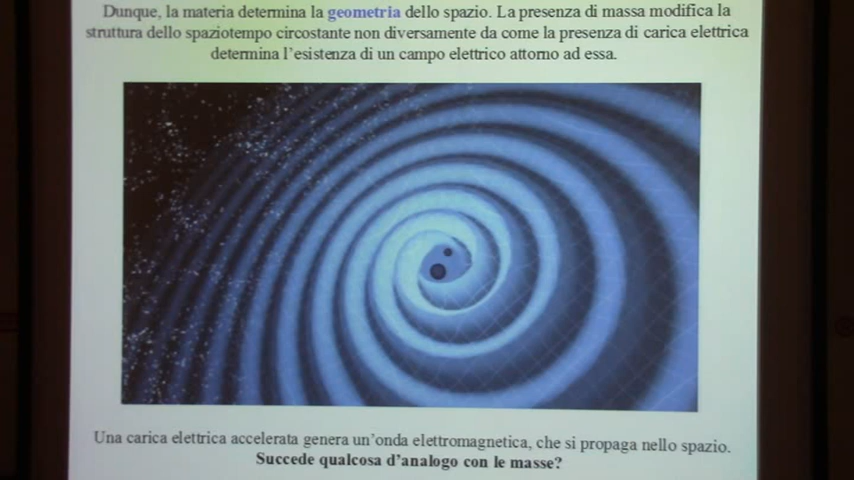 Dunque, la materia determina la geometria dello spazio. La presenza di massa modifica la
struttura dello spaziotempo circostante non diversamente da come la presenza di carica elettrica
determina l'esistenza di un campo elettrico attorno ad essa.
Una carica elettrica accelerata genera un'onda elettromagnetica, che si propaga nello spazio.
Succede qualcosa d'analogo con le masse?